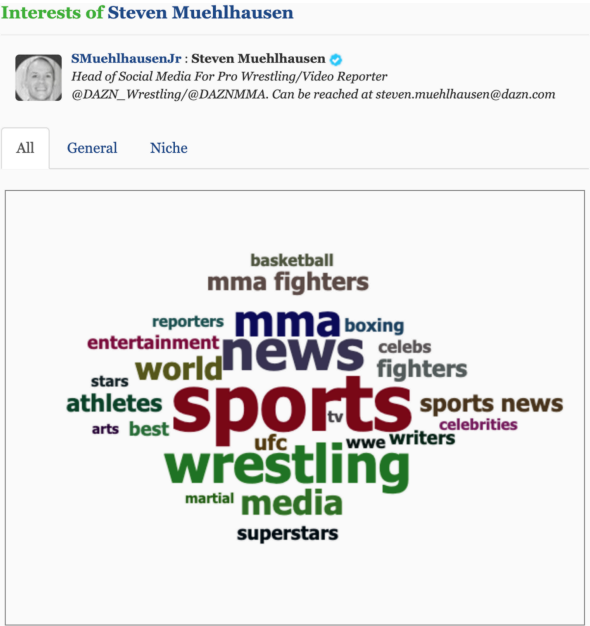 Interests of Steven Muehlhausen
SMuehlhausenJr : Steven Muehlhausen
Head of Social Media For Pro Wrestling/Video Reporter
@DAZN_Wrestling/@DAZNMMA. Can be reached at steven.muehlhausen@dazn.com
All General Niche
basketball
mma fighters
reporters mma boxing
entertainment news celebs
world fighters
stars
athletes sports tv sports news
arts best celebrities
ufc wwe writers
wrestling
martial media
superstars